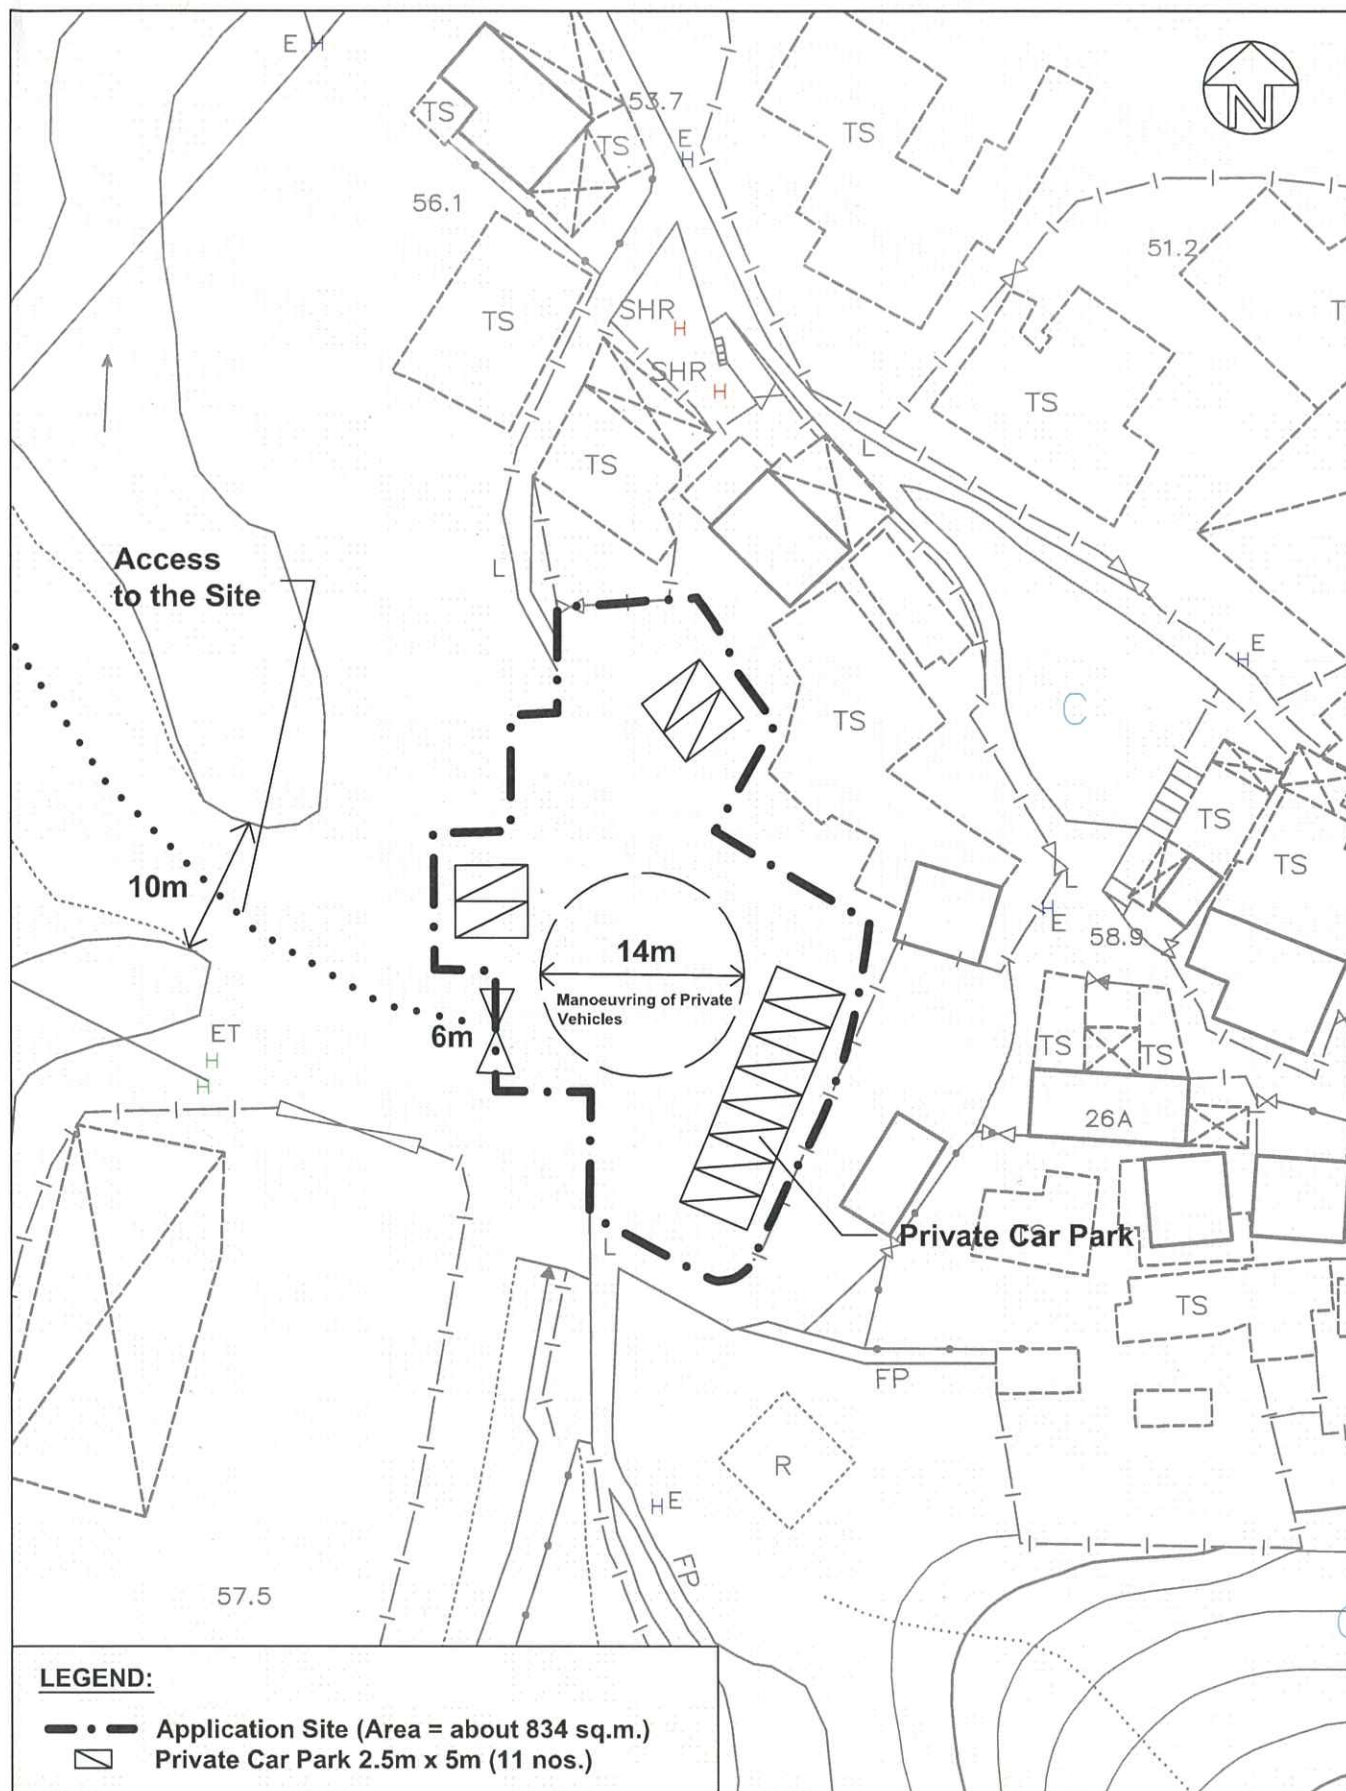 E H
N
TS
53.7
TS
E
H
TS
56.1
51.2
TS
SHR
H
SHR
H
TS
TS
L
L
Access
to the Site
E
H
C
TS
TS
TS
10m
L
H
E
58.9
14m
Manoeuvring of Private
Vehicles
6m
ET
H
H
TS
TS
26A
L
Private Car Park
TS
TS
FP
R
H E
FP
57.5
LEGEND:
Application Site (Area = about 834 sq.m.)
Private Car Park 2.5m x 5m (11 nos.)